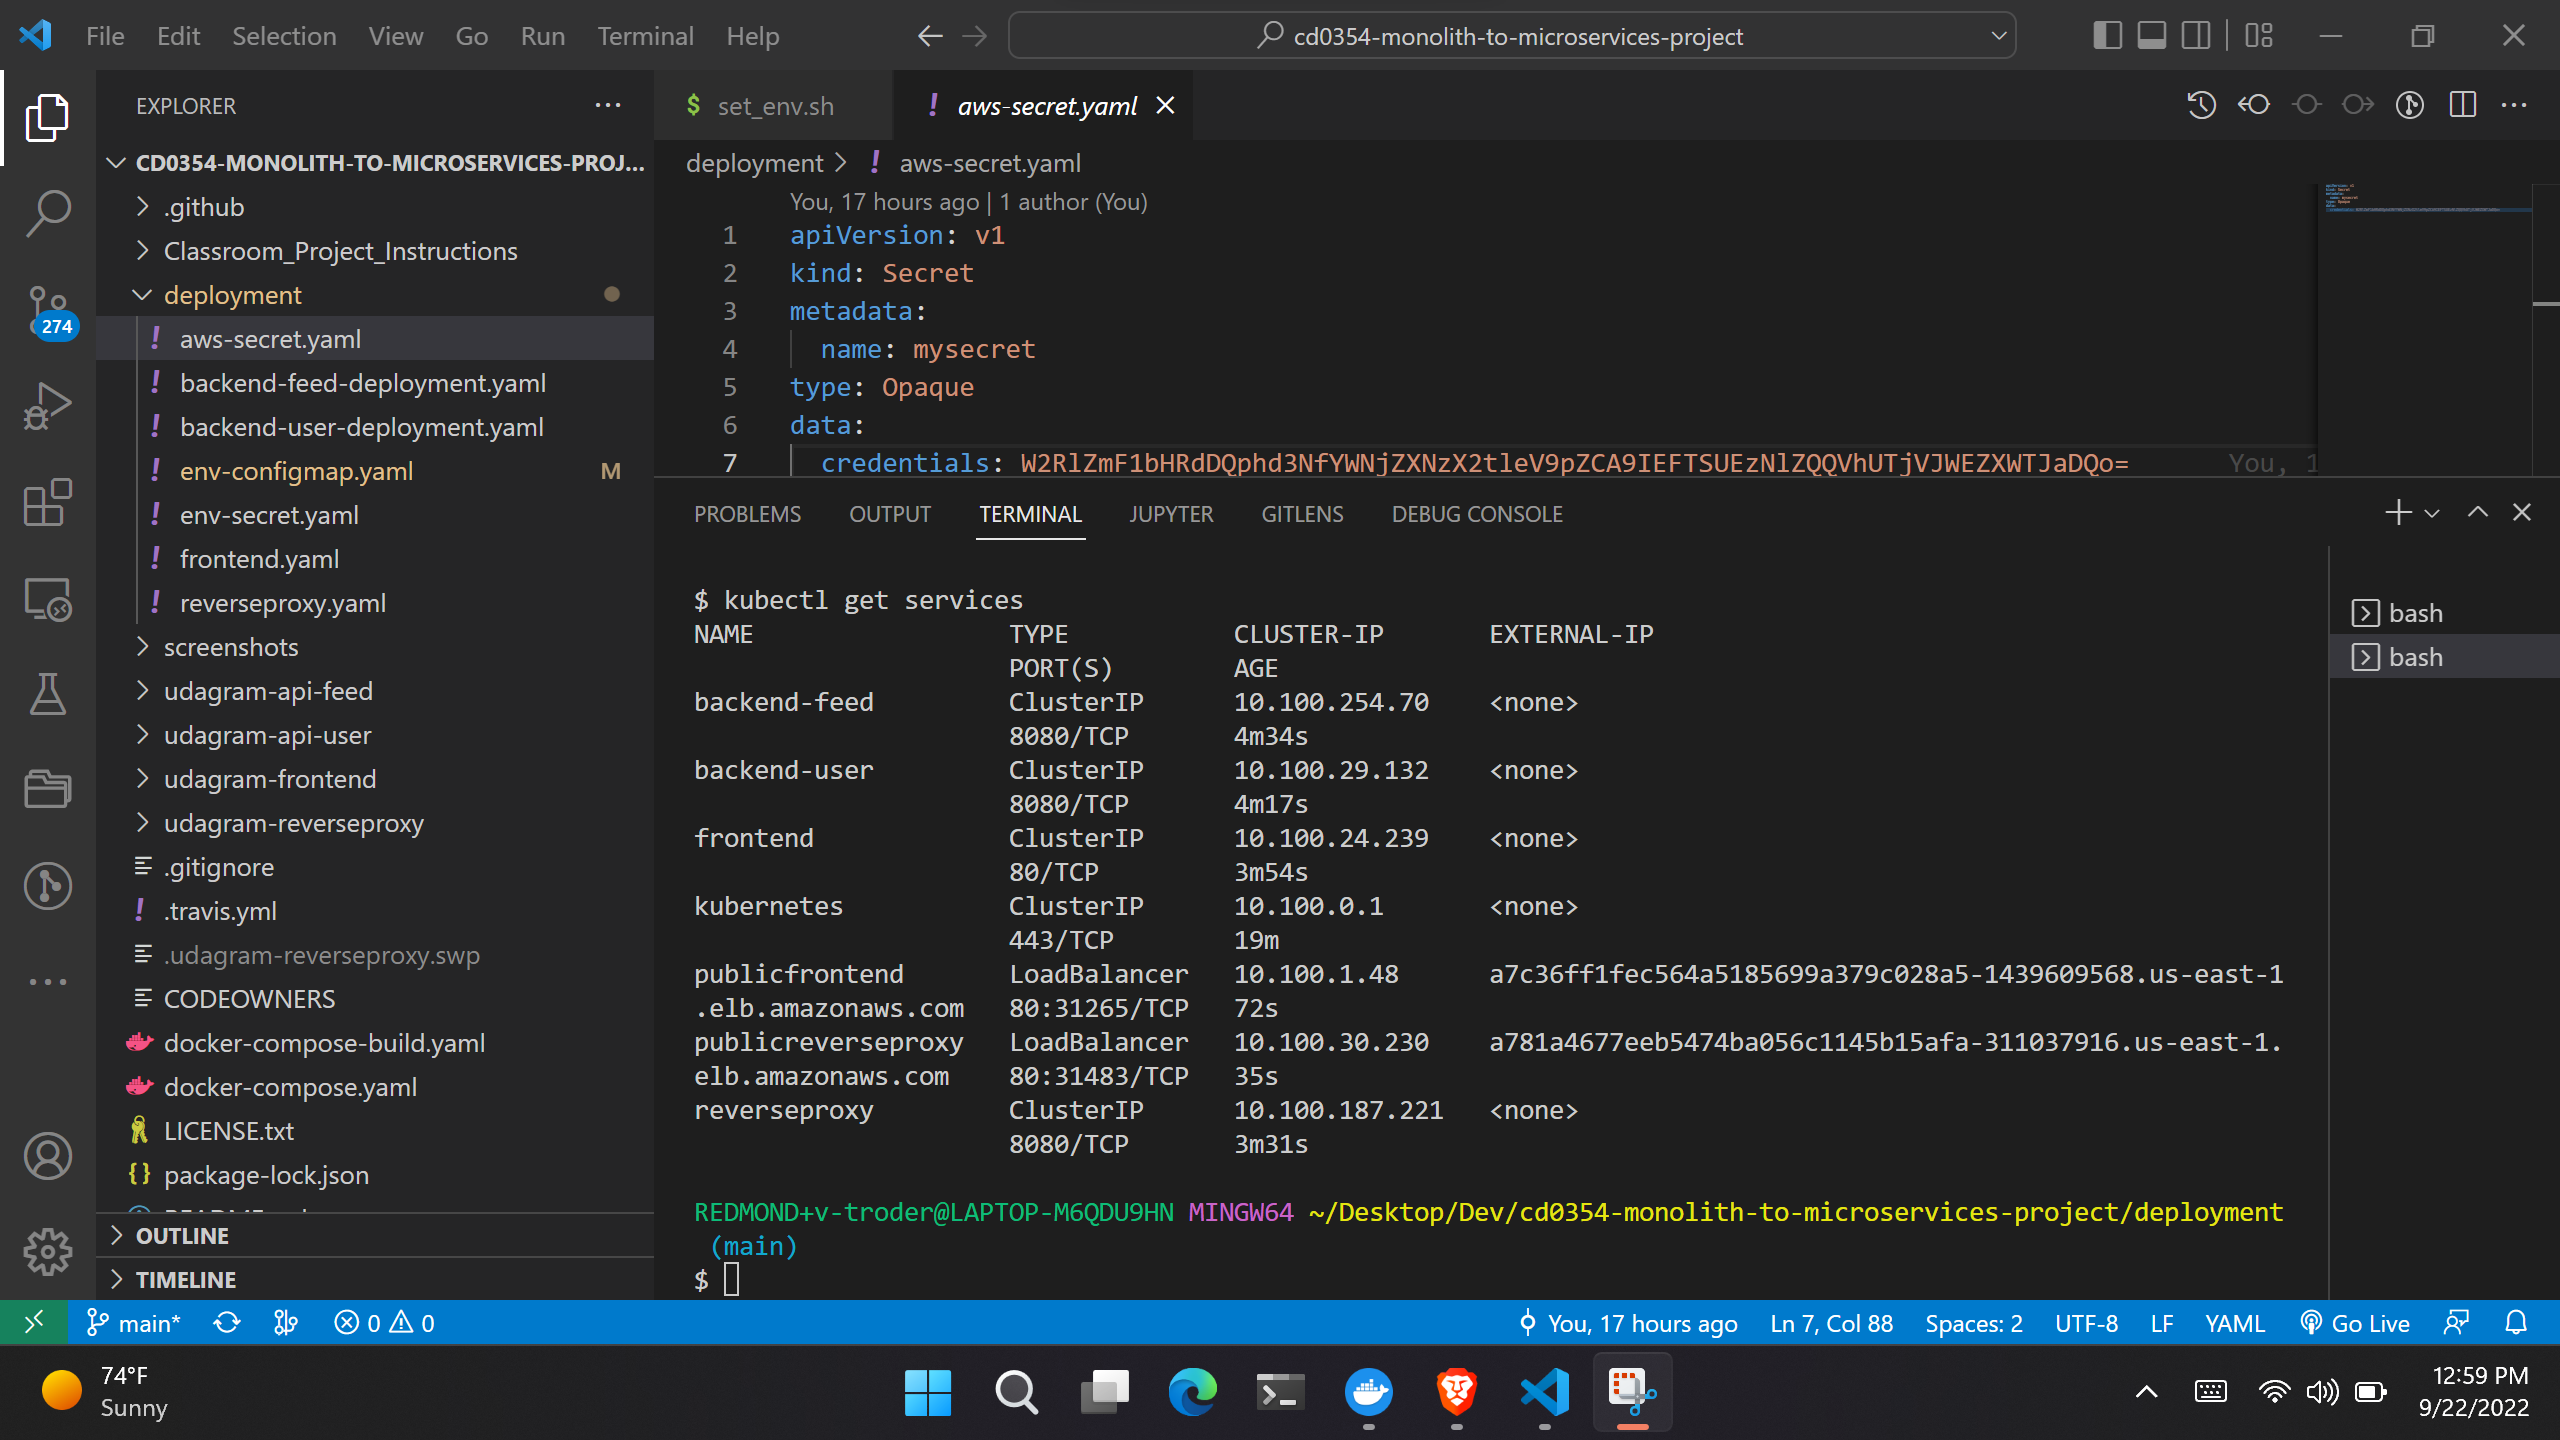 File Edit Selection View Go Run Terminal Help
cd0354-monolith-to-microservices-project
EXPLORER
CD0354-MONOLITH-TO-MICROSERVICES-PROJ...
.github
Classroom_Project_Instructions
deployment
aws-secret.yaml
backend-feed-deployment.yaml
backend-user-deployment.yaml
env-configmap.yaml M
env-secret.yaml
frontend.yaml
reverseproxy.yaml
screenshots
udagram-api-feed
udagram-api-user
udagram-frontend
udagram-reverseproxy
.gitignore
.travis.yml
.udagram-reverseproxy.swp
CODEOWNERS
docker-compose-build.yaml
docker-compose.yaml
LICENSE.txt
package-lock.json
OUTLINE
TIMELINE
274
set_env.sh
aws-secret.yaml
deployment > aws-secret.yaml
You, 17 hours ago | 1 author (You)
1 apiVersion: v1
2 kind: Secret
3 metadata:
4 name: mysecret
5 type: Opaque
6 data:
7 credentials: W2RlZmF1bHRdDQphd3NfYWNjZXNzX2tleV9pZCA9IEFTSUEzNlZQQVhUTjVJWEZXWTJaDQo= You, 1
PROBLEMS OUTPUT TERMINAL JUPYTER GITLENS DEBUG CONSOLE
$ kubectl get services
NAME TYPE CLUSTER-IP EXTERNAL-IP
PORT(S) AGE
backend-feed ClusterIP 10.100.254.70 <none>
8080/TCP 4m34s
backend-user ClusterIP 10.100.29.132 <none>
8080/TCP 4m17s
frontend ClusterIP 10.100.24.239 <none>
80/TCP 3m54s
kubernetes ClusterIP 10.100.0.1 <none>
443/TCP 19m
publicfrontend LoadBalancer 10.100.1.48 a7c36ff1fec564a5185699a379c028a5-1439609568.us-east-1
.elb.amazonaws.com 80:31265/TCP 72s
publicreverseproxy LoadBalancer 10.100.30.230 a781a4677eeb5474ba056c1145b15afa-311037916.us-east-1.
elb.amazonaws.com 80:31483/TCP 35s
reverseproxy ClusterIP 10.100.187.221 <none>
8080/TCP 3m31s
REDMOND+v-troder@LAPTOP-M6QDU9HN MINGW64 ~/Desktop/Dev/cd0354-monolith-to-microservices-project/deployment
(main)
$
bash
bash
main* 0 0
You, 17 hours ago Ln 7, Col 88 Spaces: 2 UTF-8 LF YAML Go Live
74°F
Sunny
12:59 PM
9/22/2022